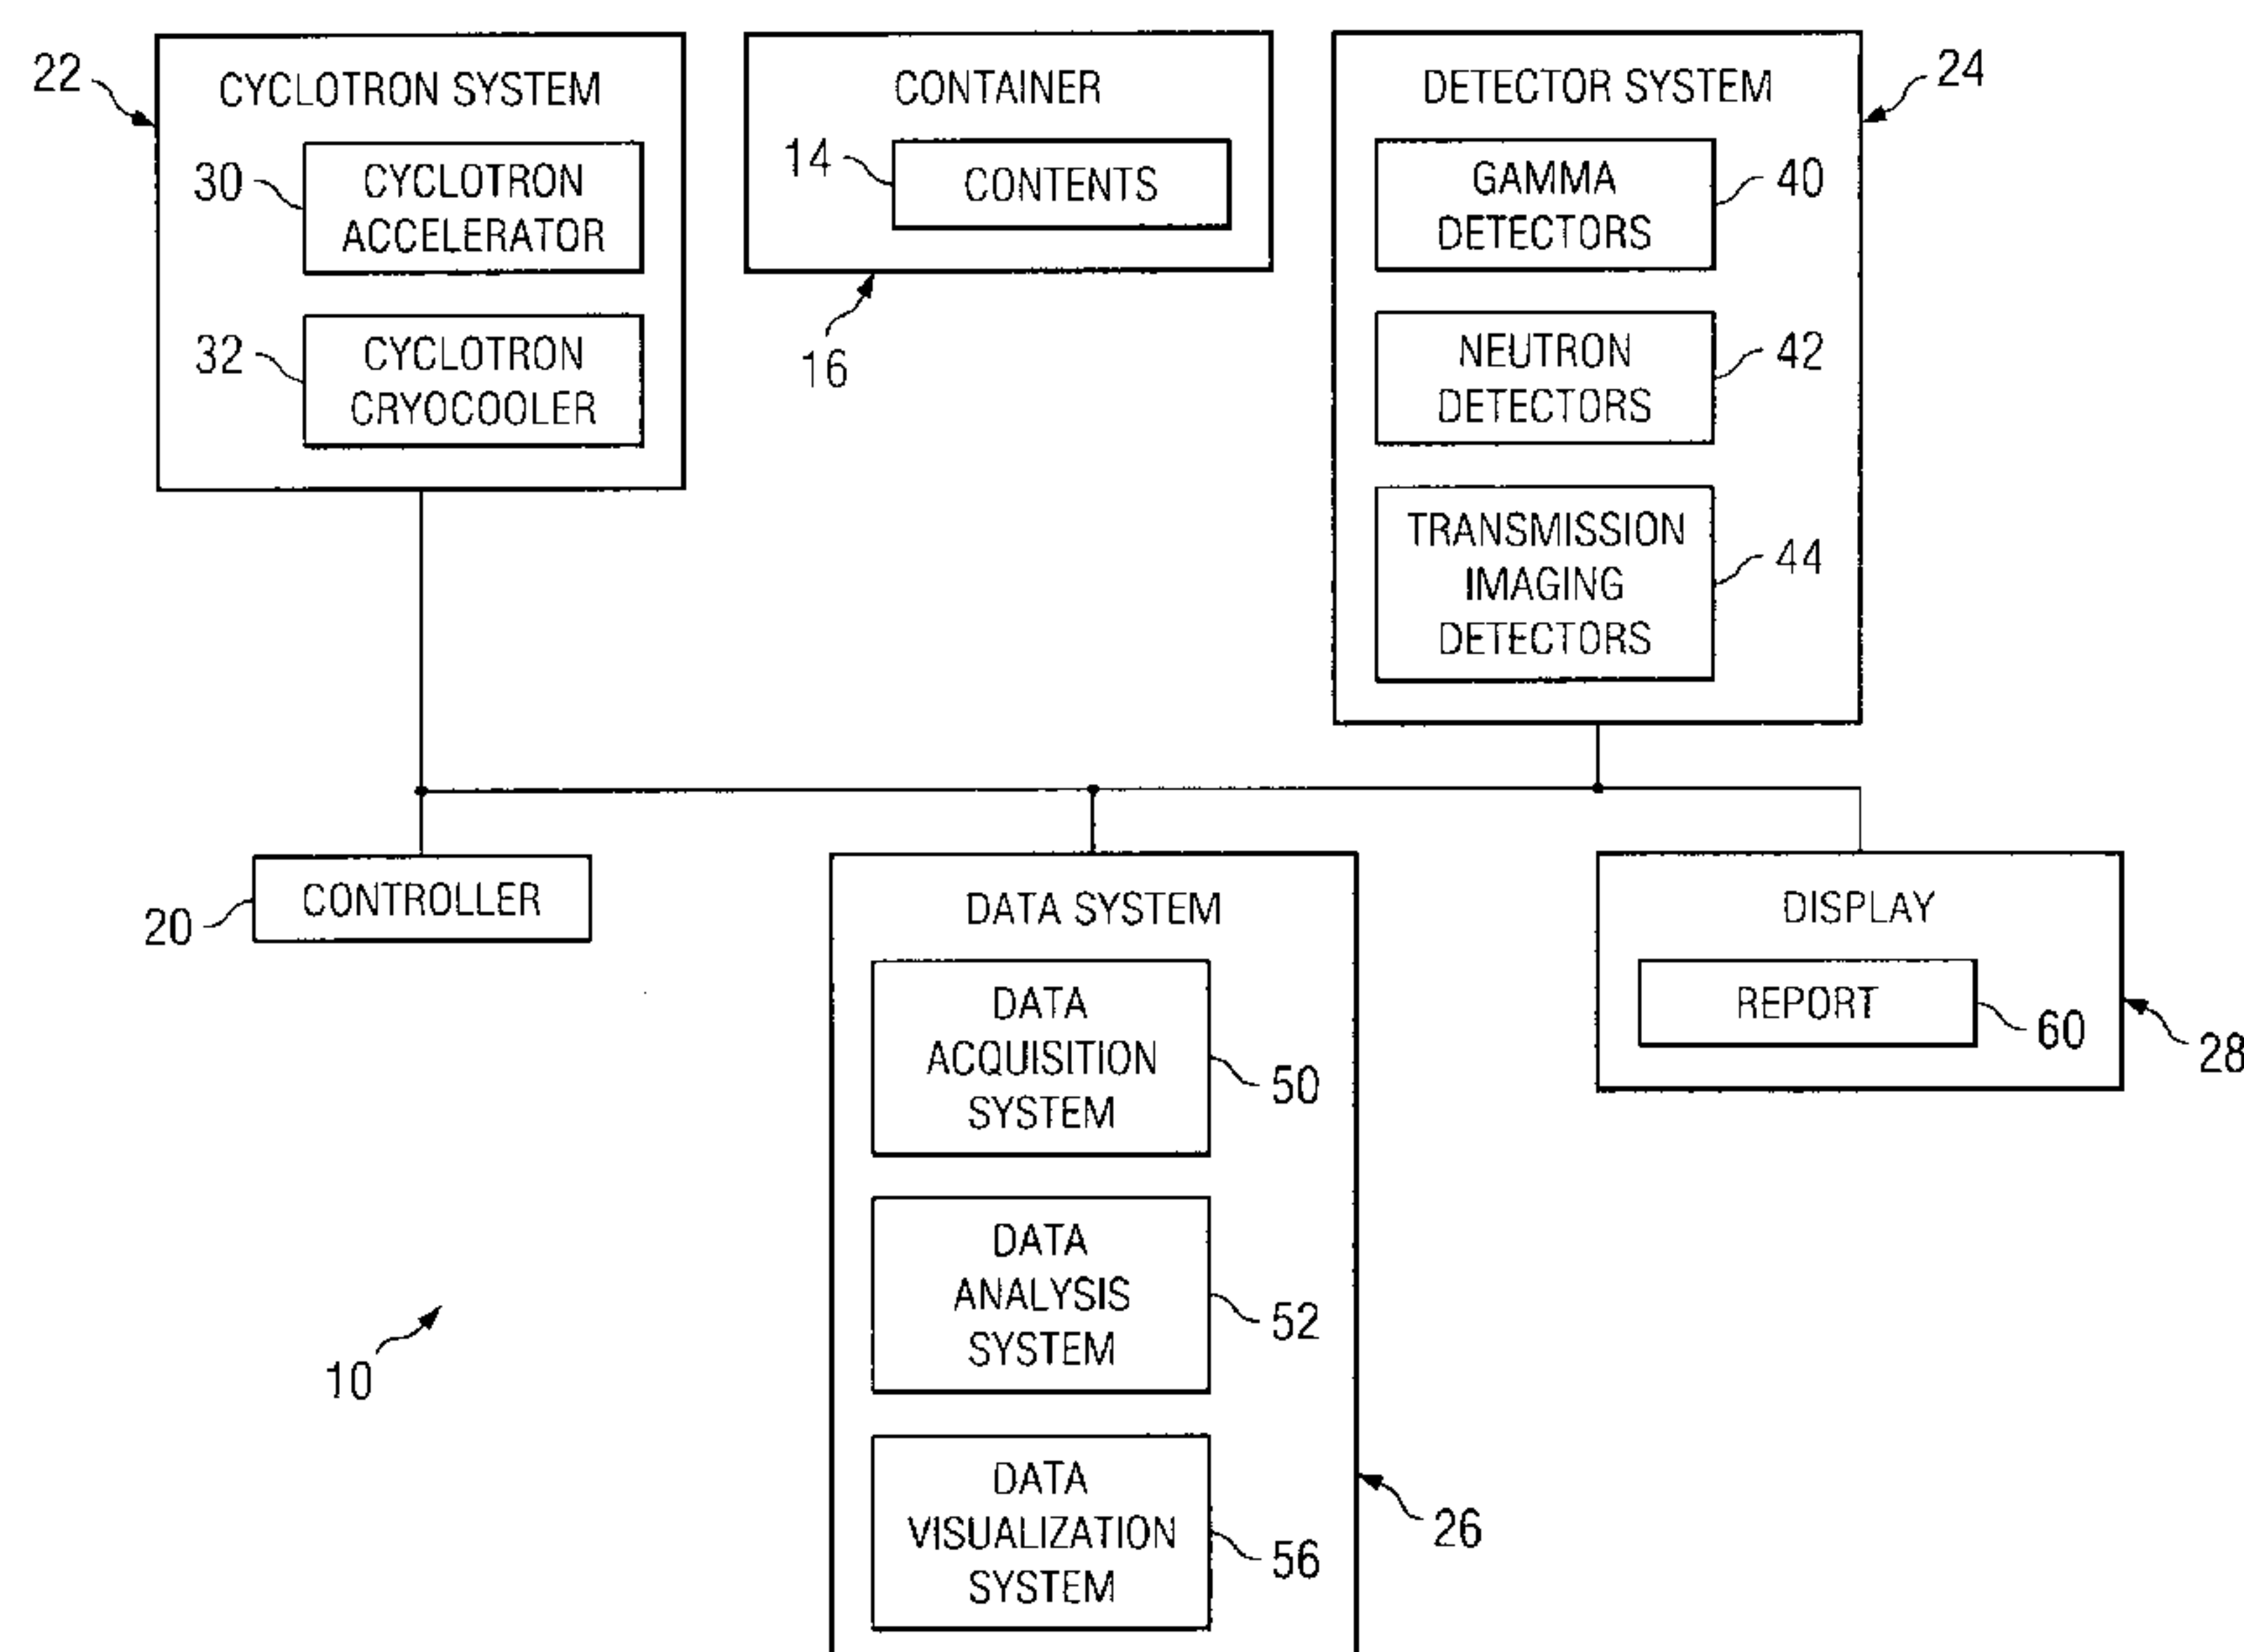 22
CYCLOTRON SYSTEM
30
CYCLOTRON
ACCELERATOR
32
CYCLOTRON
CRYOCOOLER
CONTAINER
14
CONTENTS
16
DETECTOR SYSTEM
24
GAMMA
DETECTORS
40
NEUTRON
DETECTORS
42
TRANSMISSION
IMAGING
DETECTORS
44
20
CONTROLLER
DATA SYSTEM
DATA
ACQUISITION
SYSTEM
50
DATA
ANALYSIS
SYSTEM
52
DATA
VISUALIZATION
SYSTEM
56
26
DISPLAY
REPORT
60
28
10